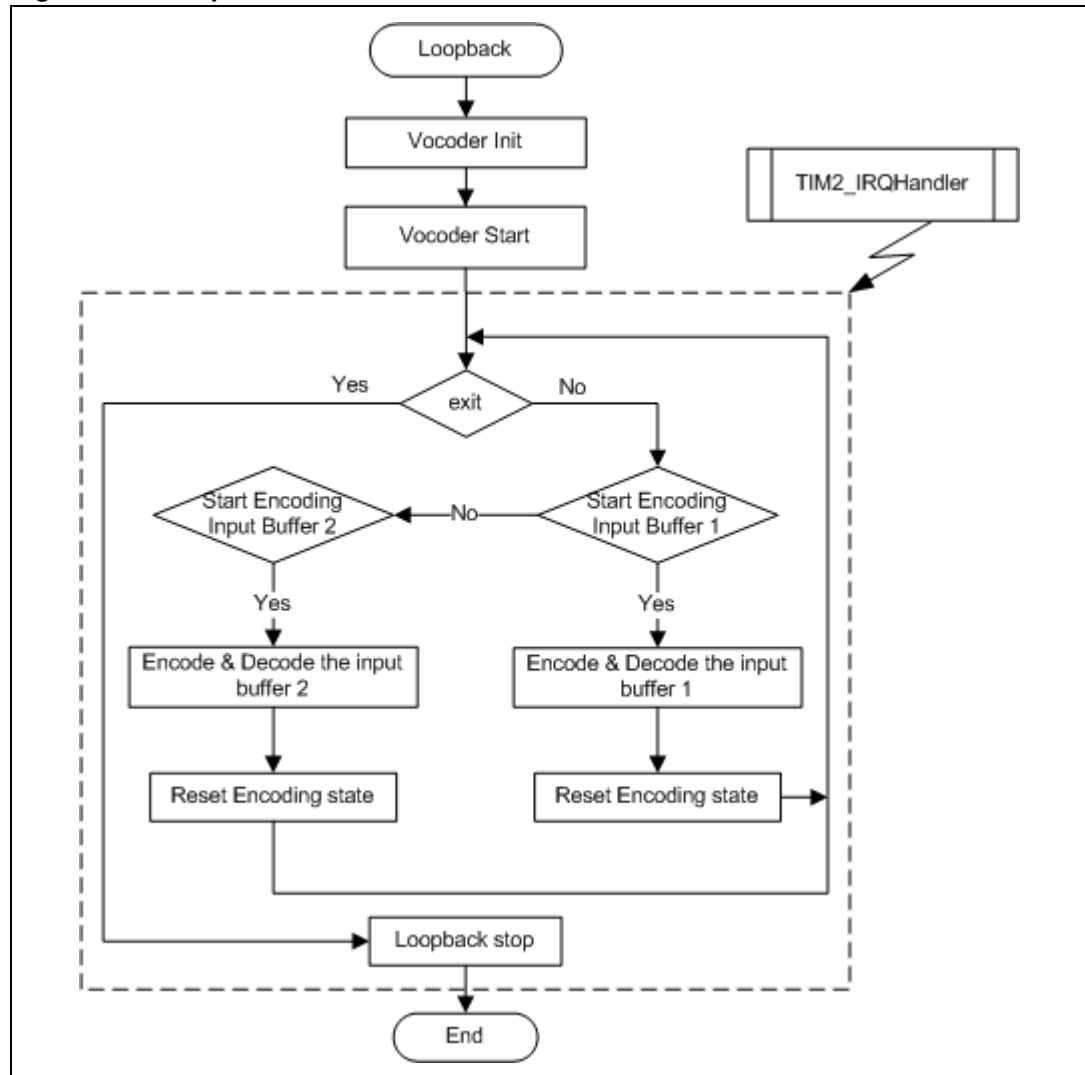 Loopback
Vocoder Init
TIM2_IRQHandler
Vocoder Start
Yes
No
exit
Start Encoding
Input Buffer 2
No
Start Encoding
Input Buffer 1
Yes
Yes
Encode & Decode the input
buffer 2
Encode & Decode the input
buffer 1
Reset Encoding state
Reset Encoding state
Loopback stop
End